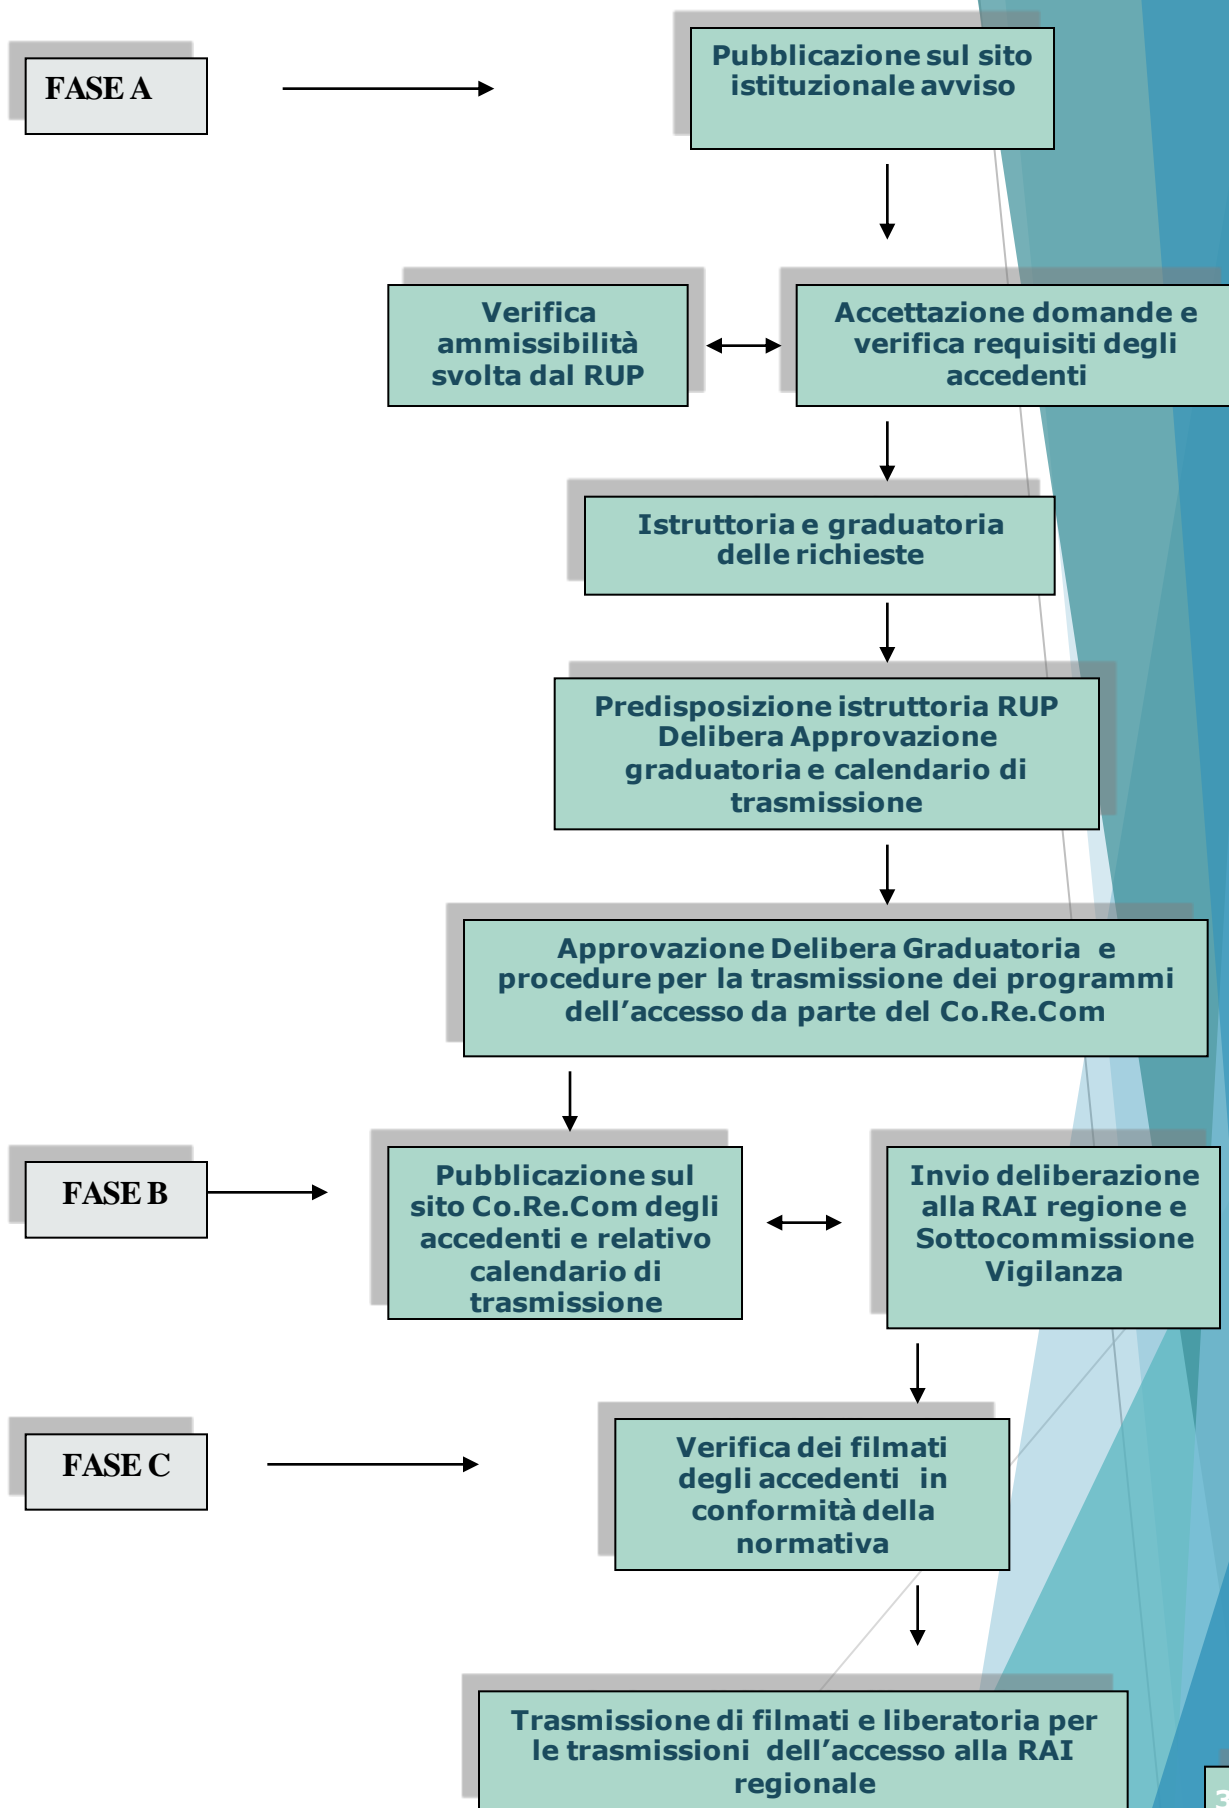 FASE A
Pubblicazione sul sito
istituzionale avviso
Verifica
ammissibilità
svolta dal RUP
Accettazione domande e
verifica requisiti degli
accedenti
Istruttoria e graduatoria
delle richieste
Predisposizione istruttoria RUP
Delibera Approvazione
graduatoria e calendario di
trasmissione
Approvazione Delibera Graduatoria e
procedure per la trasmissione dei programmi
dell’accesso da parte del Co.Re.Com
FASE B
Pubblicazione sul
sito Co.Re.Com degli
accedenti e relativo
calendario di
trasmissione
Invio deliberazione
alla RAI regione e
Sottocommissione
Vigilanza
FASE C
Verifica dei filmati
degli accedenti in
conformità della
normativa
Trasmissione di filmati e liberatoria per
le trasmissioni dell’accesso alla RAI
regionale